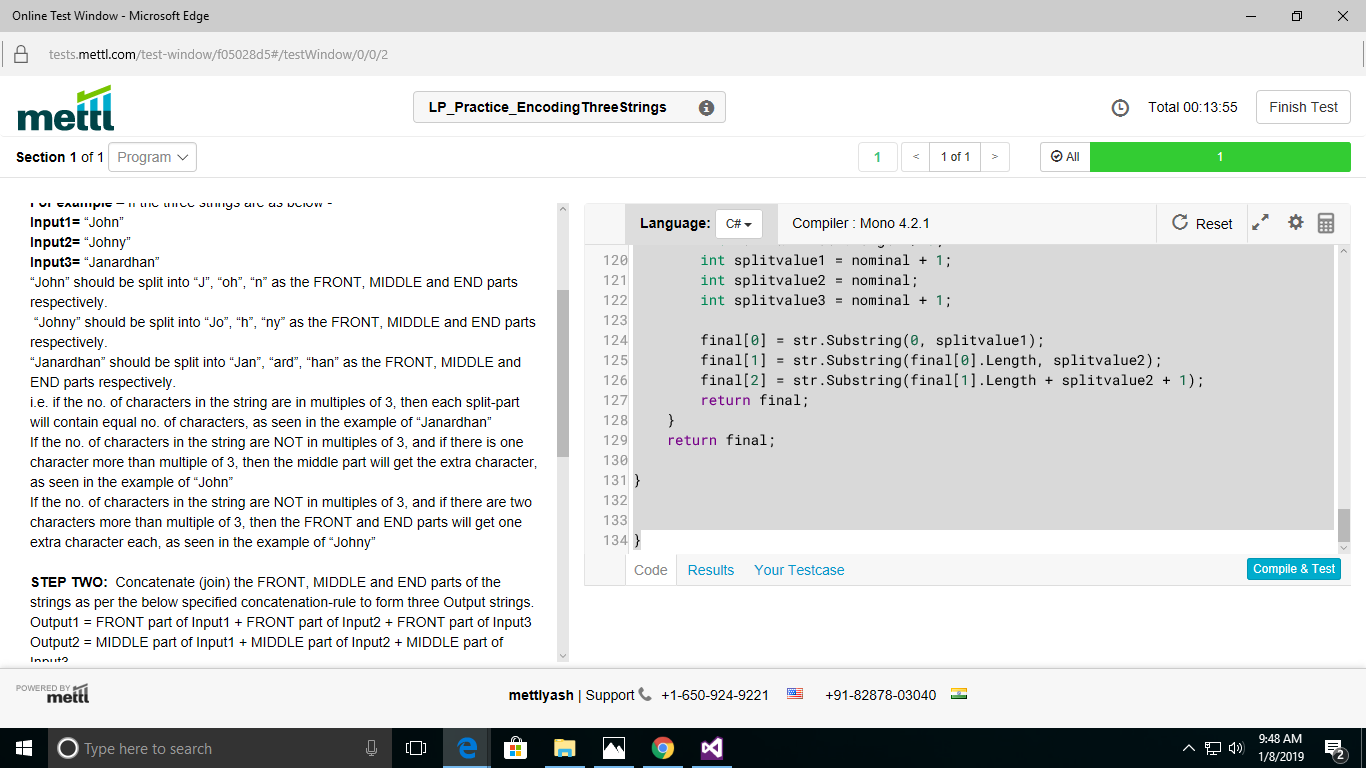 Online Test Window - Microsoft Edge
tests.mettl.com/test-window/f05028d5#/testWindow/0/0/2
mettl
LP_Practice_EncodingThreeStrings
Total 00:13:55
Finish Test
Section 1 of 1
Program
1
<
1 of 1
>
All
1
For example – If the three strings are as below -
Input1= “John”
Input2= “Johny”
Input3= “Janardhan”
“John” should be split into “J”, “oh”, “n” as the FRONT, MIDDLE and END parts
respectively.
“Johny” should be split into “Jo”, “h”, “ny” as the FRONT, MIDDLE and END parts
respectively.
“Janardhan” should be split into “Jan”, “ard”, “han” as the FRONT, MIDDLE and
END parts respectively.
i.e. if the no. of characters in the string are in multiples of 3, then each split-part
will contain equal no. of characters, as seen in the example of “Janardhan”
If the no. of characters in the string are NOT in multiples of 3, and if there is one
character more than multiple of 3, then the middle part will get the extra character,
as seen in the example of “John”
If the no. of characters in the string are NOT in multiples of 3, and if there are two
characters more than multiple of 3, then the FRONT and END parts will get one
extra character each, as seen in the example of “Johny”
STEP TWO: Concatenate (join) the FRONT, MIDDLE and END parts of the
strings as per the below specified concatenation-rule to form three Output strings.
Output1 = FRONT part of Input1 + FRONT part of Input2 + FRONT part of Input3
Output2 = MIDDLE part of Input1 + MIDDLE part of Input2 + MIDDLE part of
Input3
Language: C#
Compiler : Mono 4.2.1
Reset
120 int splitvalue1 = nominal + 1;
121 int splitvalue2 = nominal;
122 int splitvalue3 = nominal + 1;
123
124 final[0] = str.Substring(0, splitvalue1);
125 final[1] = str.Substring(final[0].Length, splitvalue2);
126 final[2] = str.Substring(final[1].Length + splitvalue2 + 1);
127 return final;
128 }
129 return final;
130
131 }
132
133
134 }
Code
Results
Your Testcase
Compile & Test
POWERED BY
mettl
mettlyash | Support +1-650-924-9221 +91-82878-03040
Type here to search
9:48 AM
1/8/2019
2